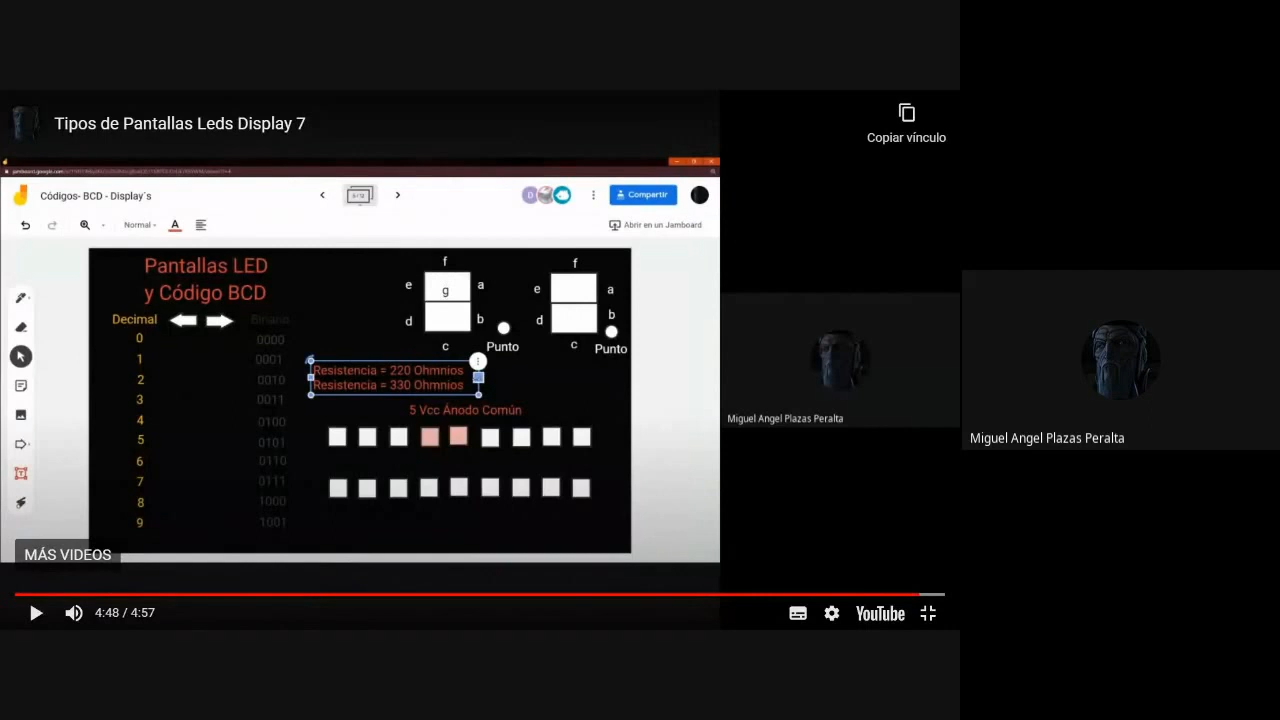 Tipos de Pantallas Leds Display 7
Copiar vínculo
Códigos- BCD - Display´s
Compartir
Normal
A
Abrir en un Jamboard
Pantallas LED
y Código BCD
Decimal
Binario
0 0000
1 0001
2 0010
3 0011
4 0100
5 0101
6 0110
7 0111
8 1000
9 1001
f
e
g
a
d
b
c
Punto
f
e
a
d
b
c
Punto
Resistencia = 220 Ohmnios
Resistencia = 330 Ohmnios
5 Vcc Ánodo Común
MÁS VIDEOS
4:48 / 4:57
YouTube
Miguel Angel Plazas Peralta
Miguel Angel Plazas Peralta